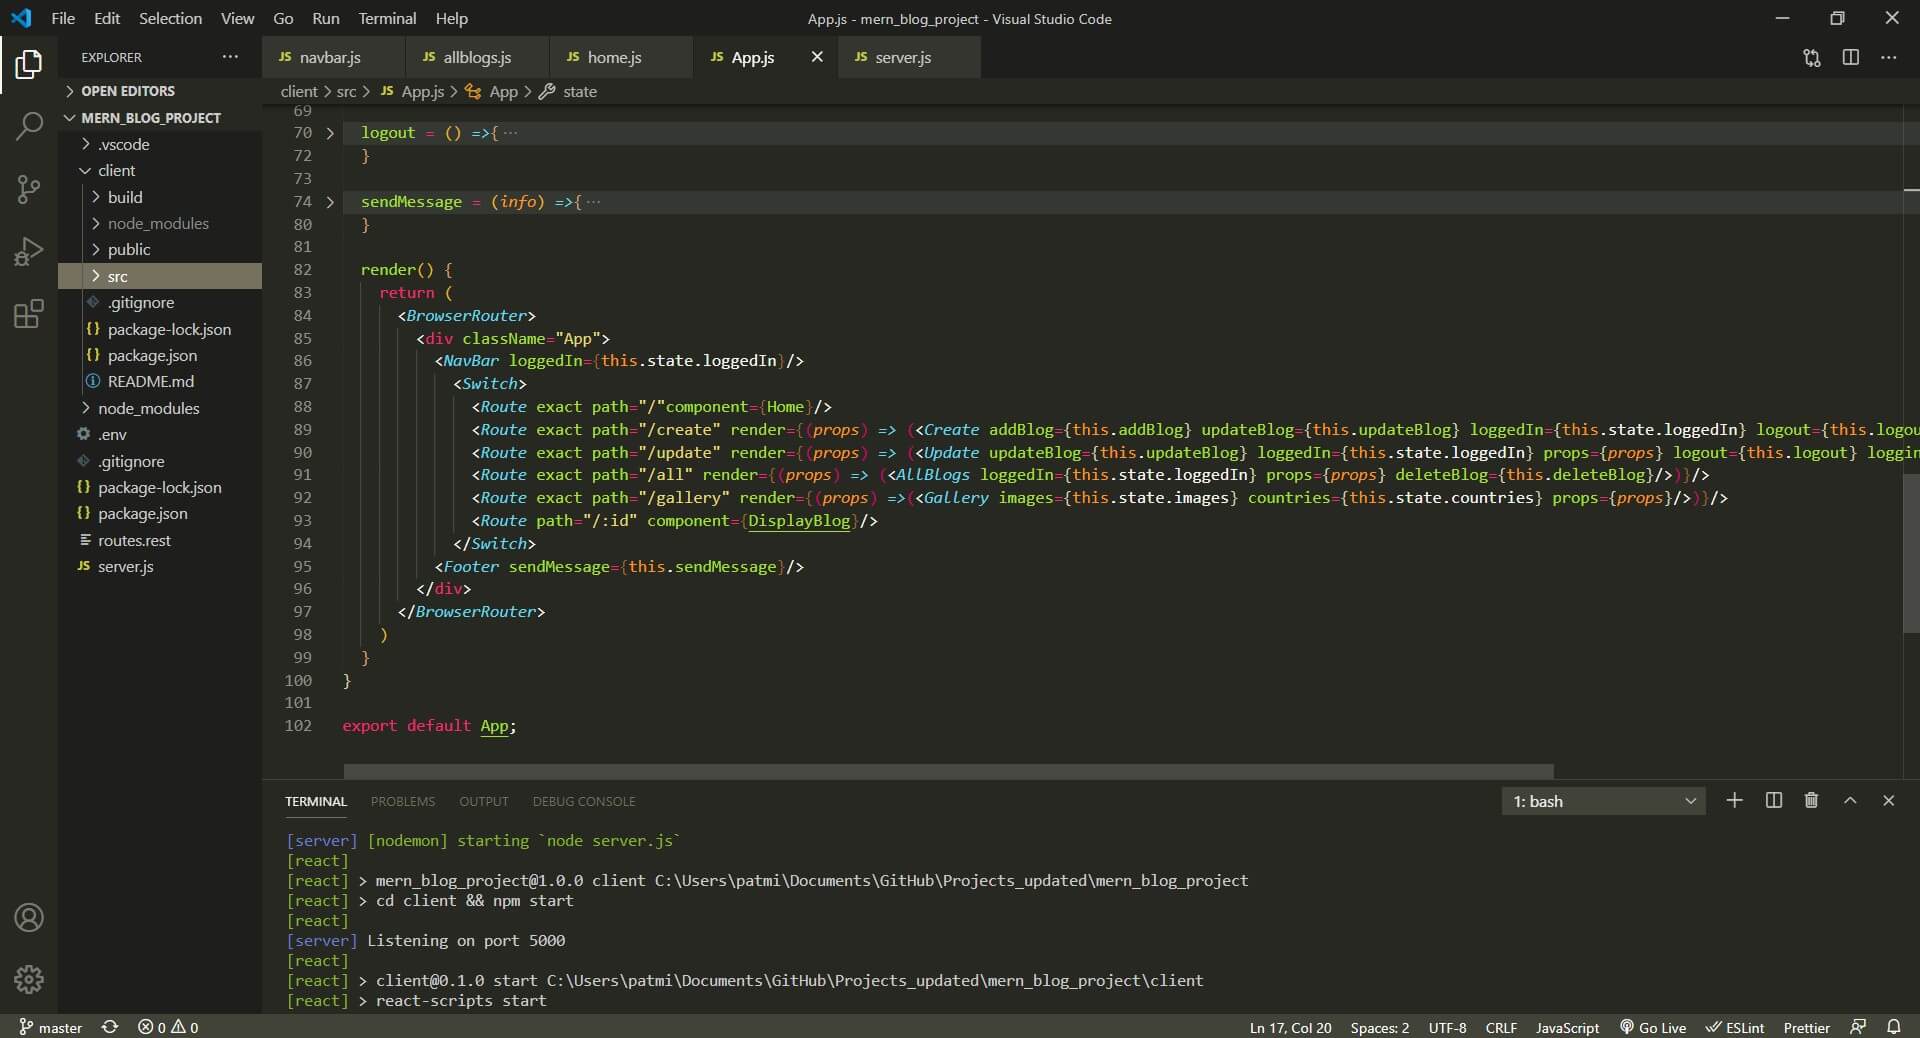 File Edit Selection View Go Run Terminal Help
App.js - mern_blog_project - Visual Studio Code
EXPLORER
OPEN EDITORS
MERN_BLOG_PROJECT
.vscode
client
build
node_modules
public
src
.gitignore
package-lock.json
package.json
README.md
node_modules
.env
.gitignore
package-lock.json
package.json
routes.rest
JS server.js
JS navbar.js JS allblogs.js JS home.js JS App.js JS server.js
client > src > JS App.js > App > state
69
70 logout = () =>{ ···
72 }
73
74 sendMessage = (info) =>{ ···
80 }
81
82 render() {
83 return (
84 <BrowserRouter>
85 <div className="App">
86 <NavBar loggedIn={this.state.loggedIn}/>
87 <Switch>
88 <Route exact path="/"component={Home}/>
89 <Route exact path="/create" render={(props) => (<Create addBlog={this.addBlog} updateBlog={this.updateBlog} loggedIn={this.state.loggedIn} logout={this.logou
90 <Route exact path="/update" render={(props) => (<Update updateBlog={this.updateBlog} loggedIn={this.state.loggedIn} props={props} logout={this.logout} loggin
91 <Route exact path="/all" render={(props) => (<AllBlogs loggedIn={this.state.loggedIn} props={props} deleteBlog={this.deleteBlog}/>)}/>
92 <Route exact path="/gallery" render={(props) =>(<Gallery images={this.state.images} countries={this.state.countries} props={props}/>)}/>
93 <Route path="/:id" component={DisplayBlog}/>
94 </Switch>
95 <Footer sendMessage={this.sendMessage}/>
96 </div>
97 </BrowserRouter>
98 )
99 }
100 }
101
102 export default App;
TERMINAL PROBLEMS OUTPUT DEBUG CONSOLE 1: bash
[server] [nodemon] starting `node server.js`
[react]
[react] > mern_blog_project@1.0.0 client C:\Users\patmi\Documents\GitHub\Projects_updated\mern_blog_project
[react] > cd client && npm start
[react]
[server] Listening on port 5000
[react]
[react] > client@0.1.0 start C:\Users\patmi\Documents\GitHub\Projects_updated\mern_blog_project\client
[react] > react-scripts start
master 0 0 Ln 17, Col 20 Spaces: 2 UTF-8 CRLF JavaScript Go Live ESLint Prettier